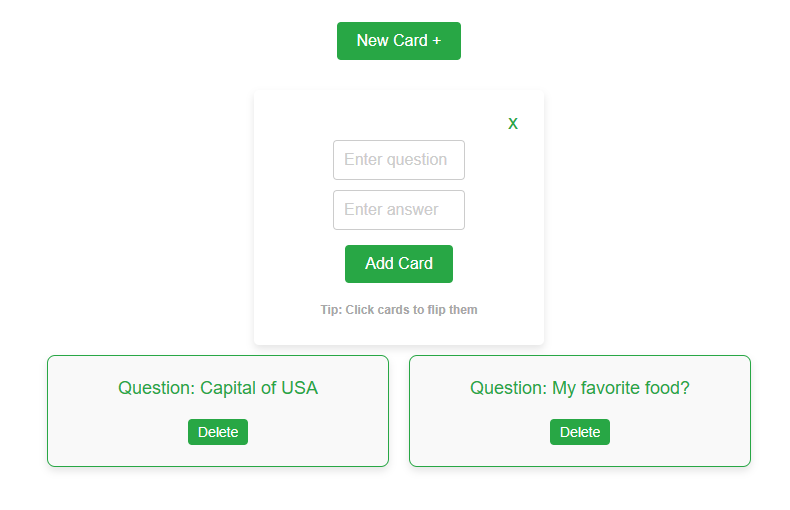 New Card +
X
Enter question
Enter answer
Add Card
Tip: Click cards to flip them
Question: Capital of USA
Delete
Question: My favorite food?
Delete